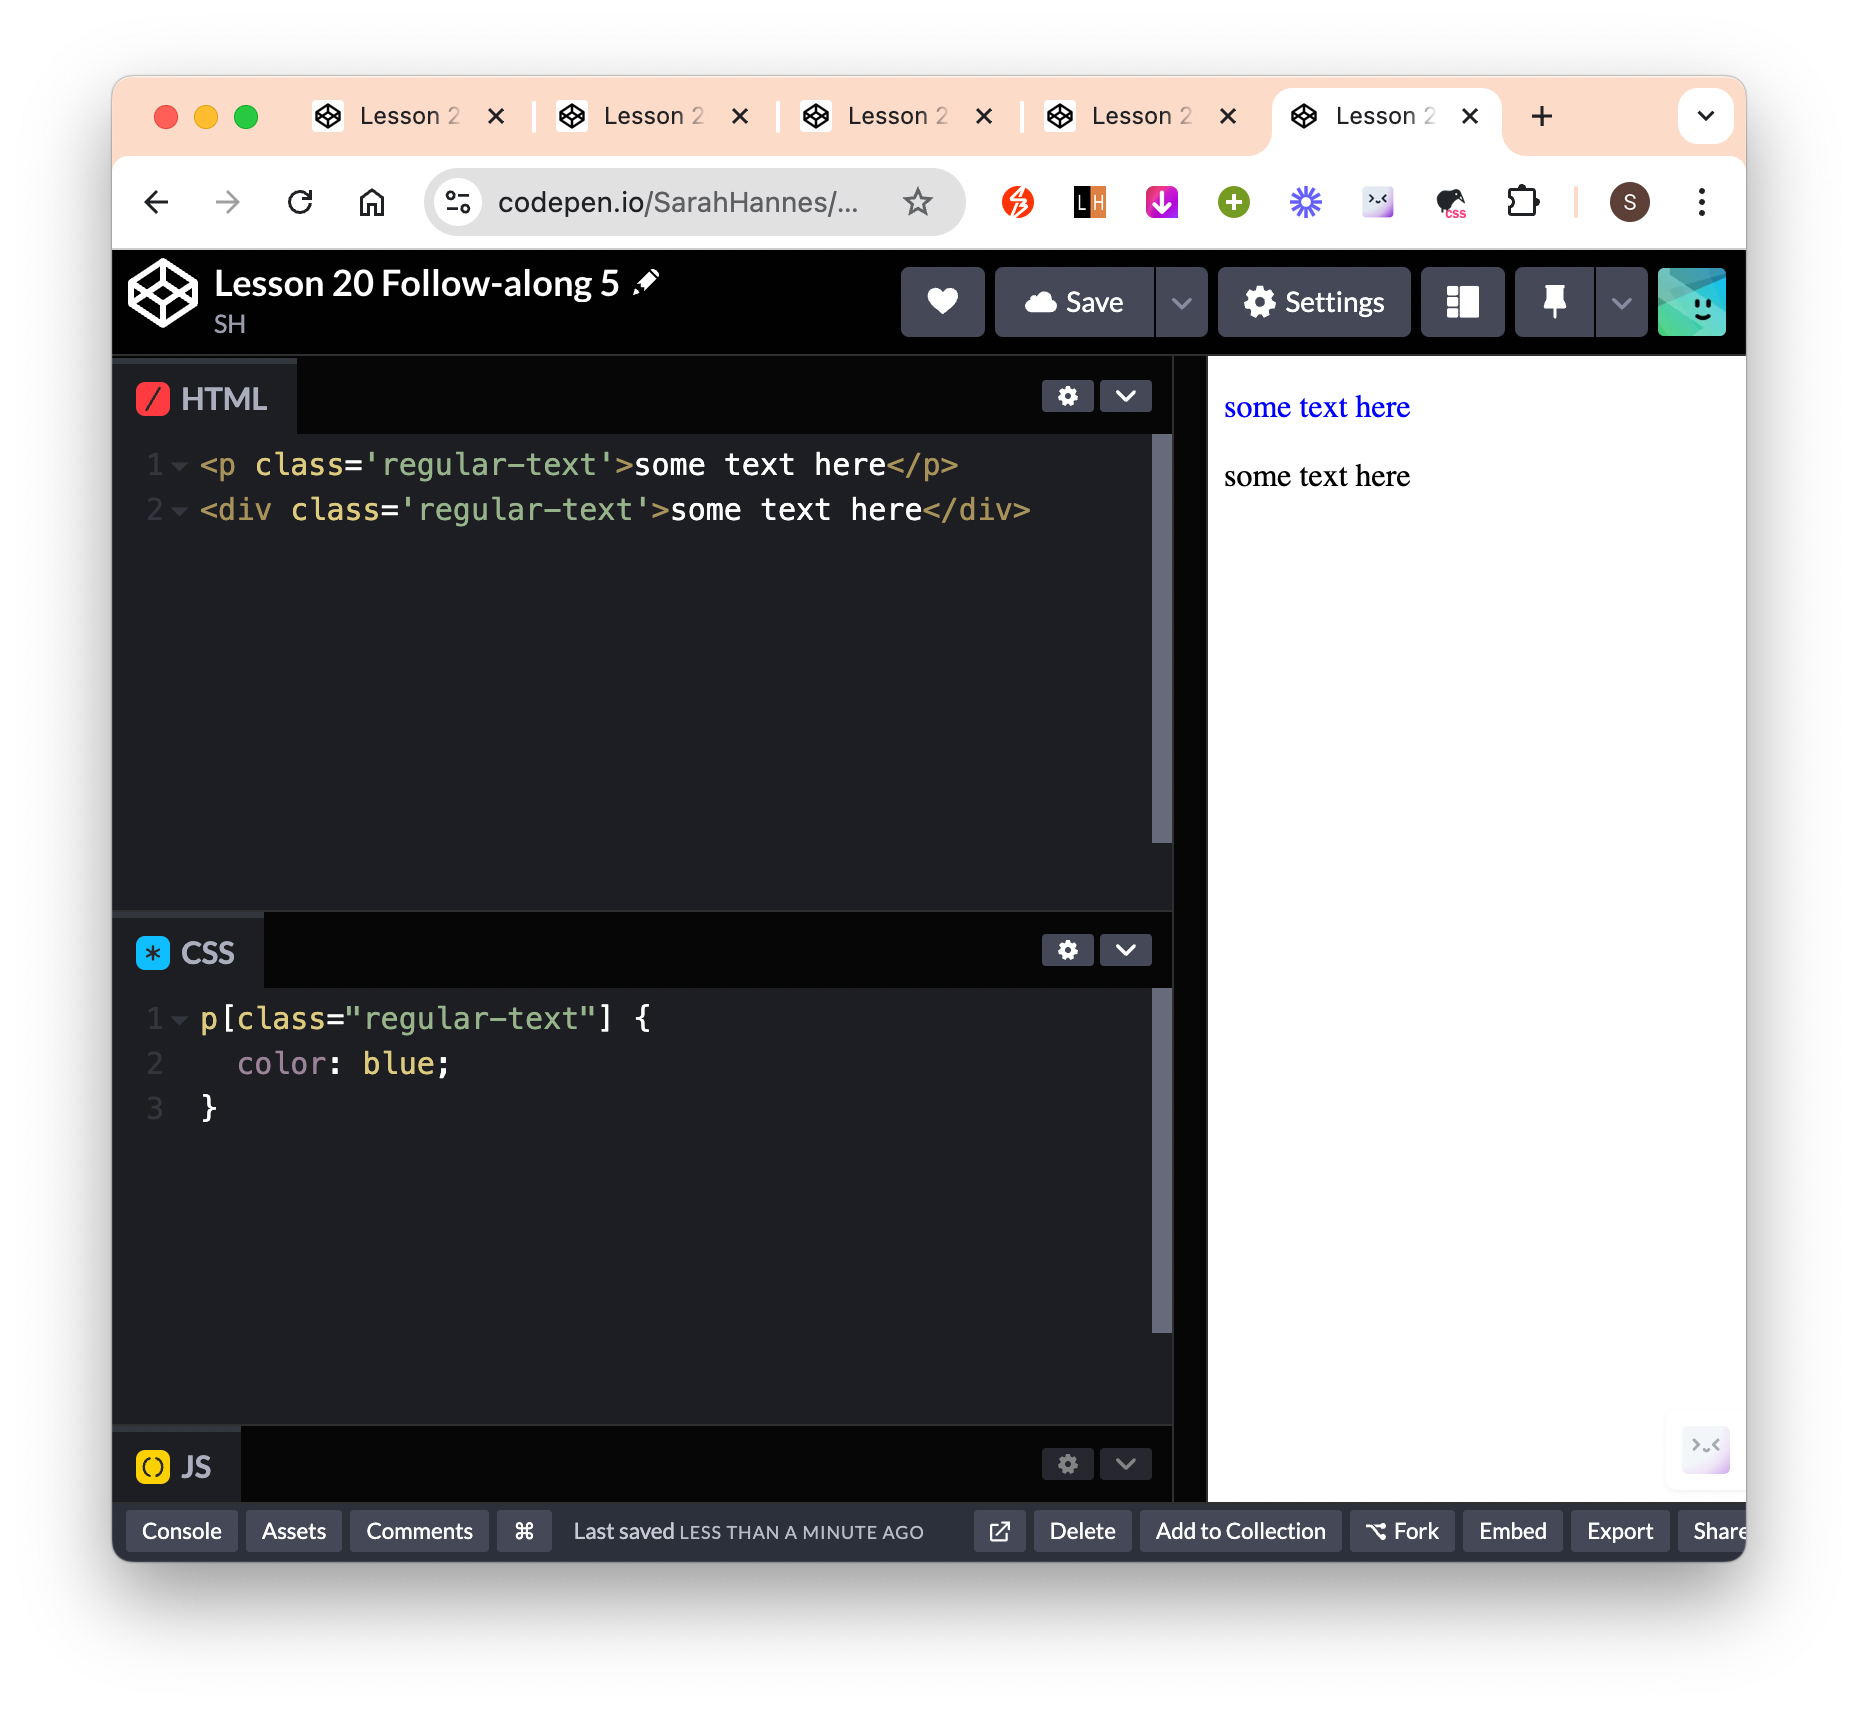 Lesson 2 Lesson 2 Lesson 2 Lesson 2 Lesson 2
codepen.io/SarahHannes/... L H css S
Lesson 20 Follow-along 5
SH
Save Settings
HTML
1 <p class='regular-text'>some text here</p>
2 <div class='regular-text'>some text here</div>
CSS
1 p[class="regular-text"] {
2 color: blue;
3 }
JS
some text here
some text here
Console Assets Comments ⌘ Last saved LESS THAN A MINUTE AGO Delete Add to Collection Fork Embed Export Share